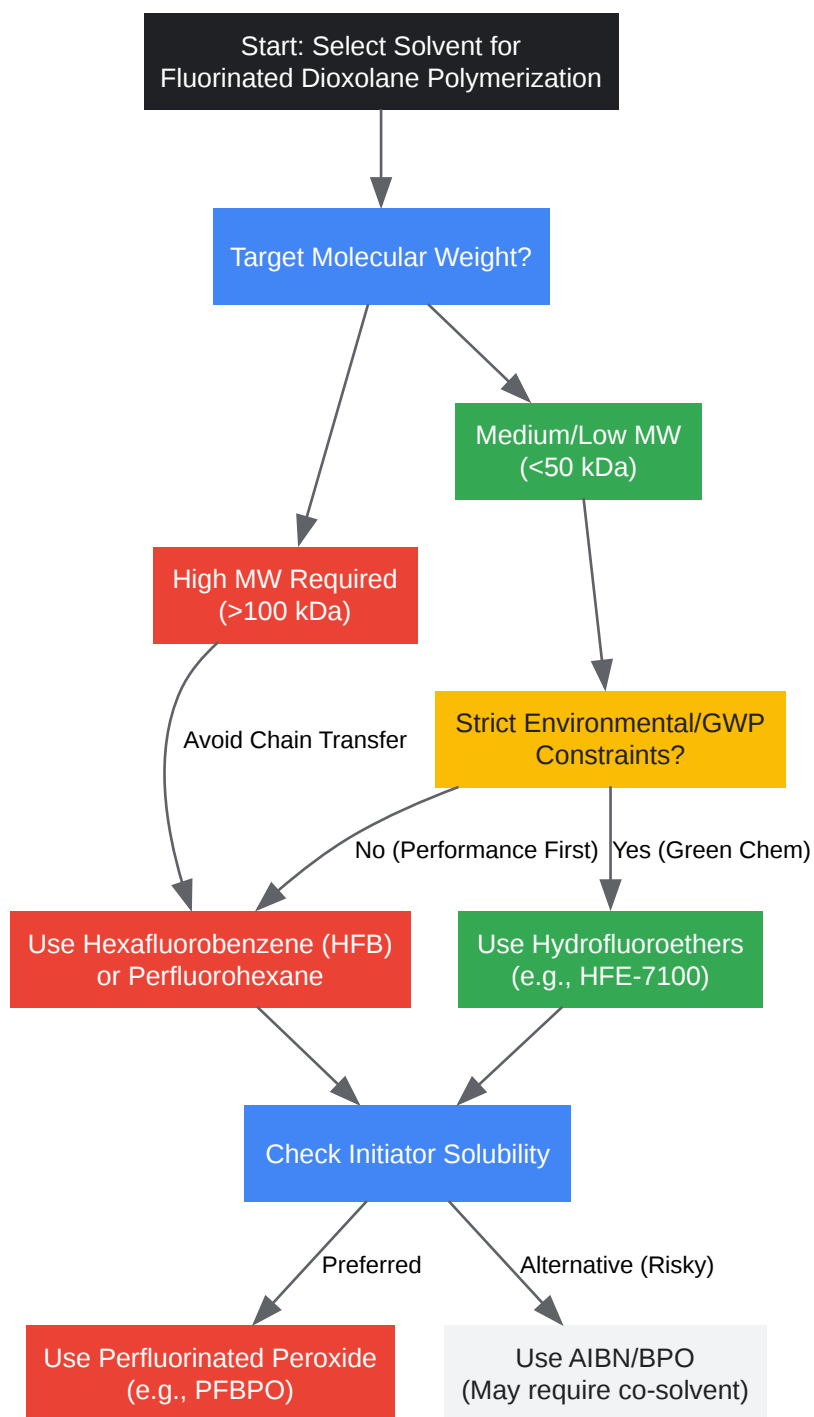 Start: Select Solvent for
Fluorinated Dioxolane Polymerization
Target Molecular Weight?
Medium/Low MW
(<50 kDa)
High MW Required
(>100 kDa)
Strict Environmental/GWP
Constraints?
Avoid Chain Transfer
No (Performance First)
Yes (Green Chem)
Use Hexafluorobenzene (HFB)
or Perfluorohexane
Use Hydrofluoroethers
(e.g., HFE-7100)
Check Initiator Solubility
Preferred
Alternative (Risky)
Use Perfluorinated Peroxide
(e.g., PFBPO)
Use AIBN/BPO
(May require co-solvent)